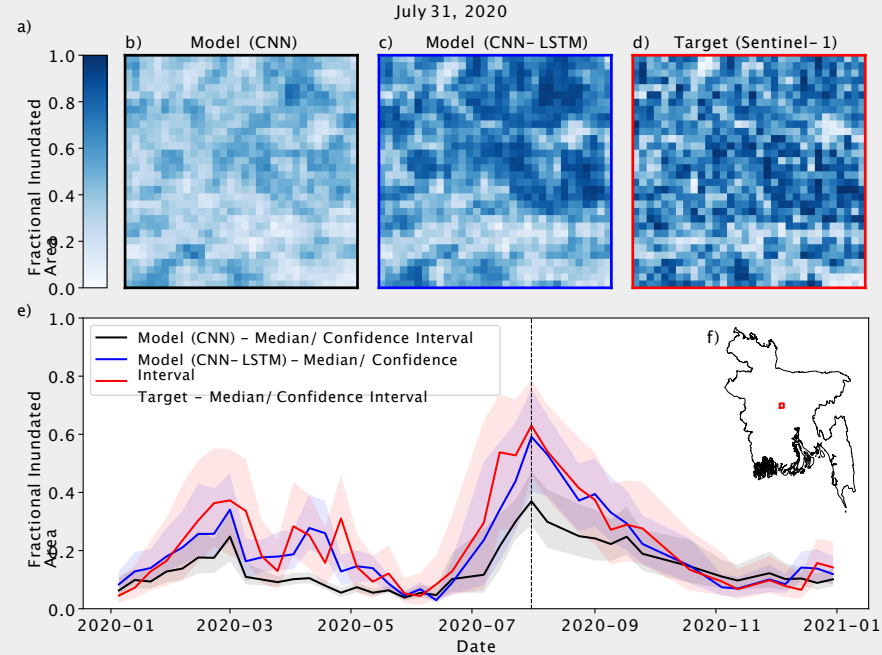 July 31, 2020
a)
b) Model (CNN)
c) Model (CNN-LSTM)
d) Target (Sentinel-1)
Fractional Inundated
Area
1.0
0.8
0.6
0.4
0.2
0.0
e)
Fractional Inundated
Area
1.0
0.8
0.6
0.4
0.2
0.0
Model (CNN) – Median/ Confidence Interval
Model (CNN-LSTM) – Median/ Confidence
Interval
Target – Median/ Confidence Interval
f)
2020-01 2020-03 2020-05 2020-07 2020-09 2020-11 2021-01
Date